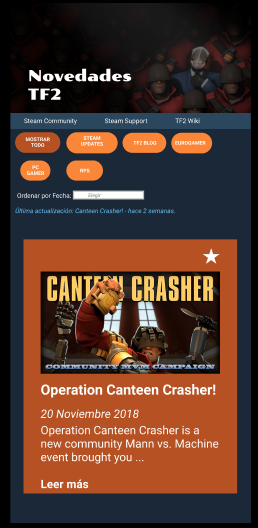 Novedades
TF2
Steam Community Steam Support TF2 Wiki
MOSTRAR
TODO
STEAM
UPDATES
TF2 BLOG
EUROGAMER
PC
GAMER
RPS
Ordenar por Fecha: Elegir
Última actualización: Canteen Crasher! - hace 2 semanas.
CANTEEN CRASHER
COMMUNITY MVM CAMPAIGN
Operation Canteen Crasher!
20 Noviembre 2018
Operation Canteen Crasher is a
new community Mann vs. Machine
event brought you ...
Leer más